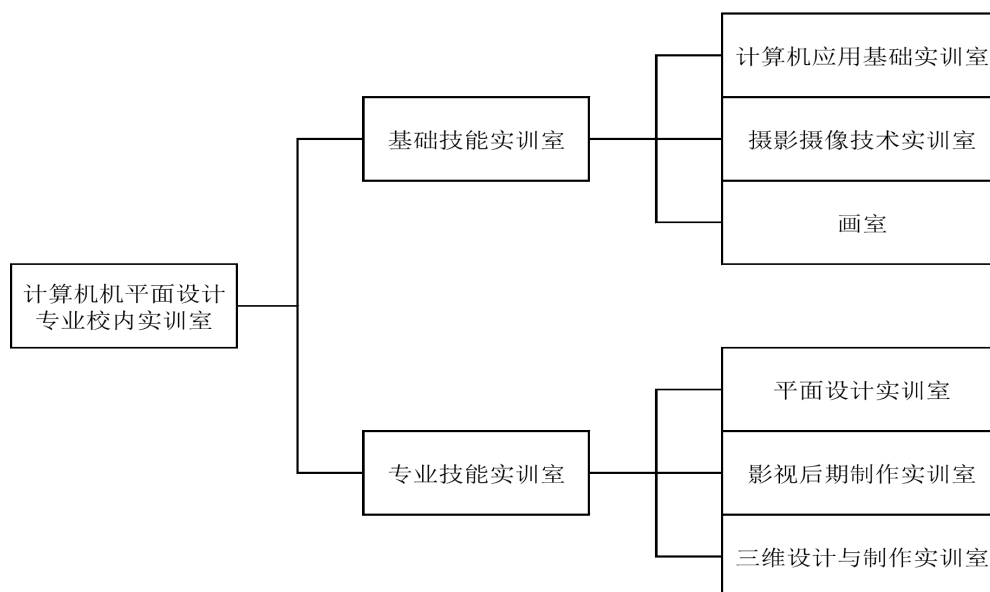 计算机应用基础实训室
基础技能实训室
摄影摄像技术实训室
画室
计算机机平面设计
专业校内实训室
平面设计实训室
专业技能实训室
影视后期制作实训室
三维设计与制作实训室